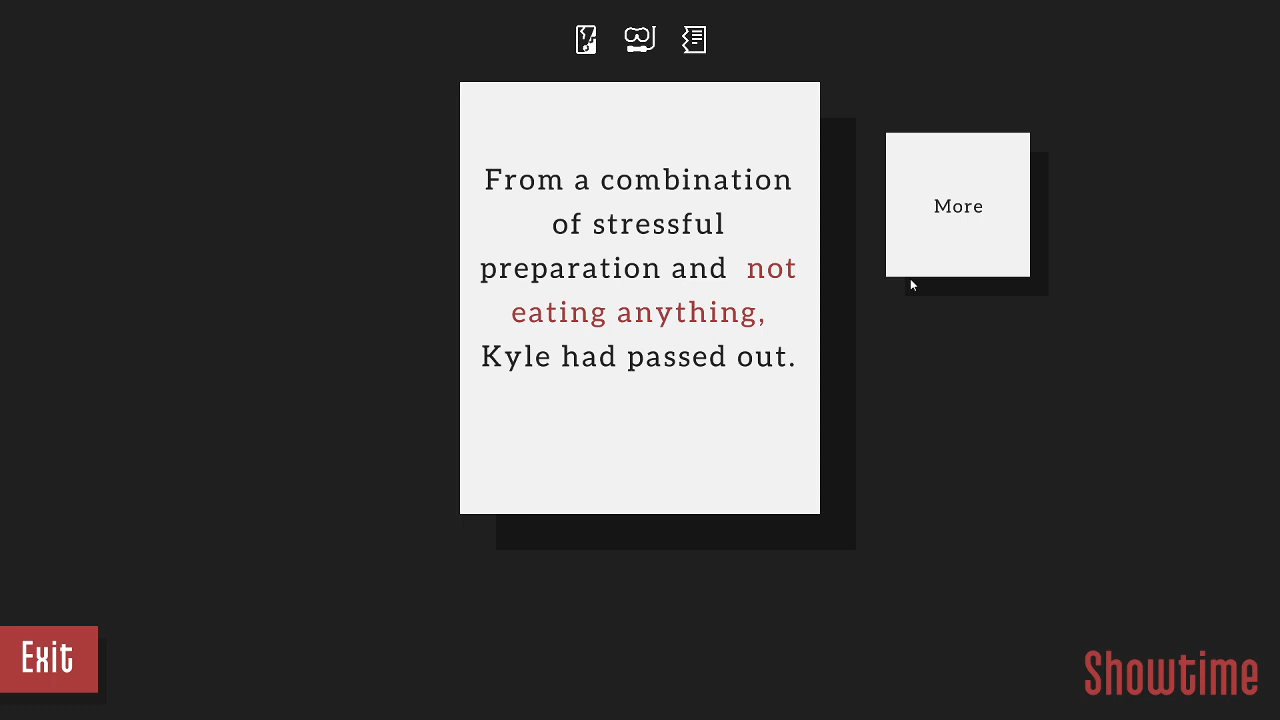 From a combination
of stressful
preparation and not
eating anything,
Kyle had passed out.
More
Exit
Showtime